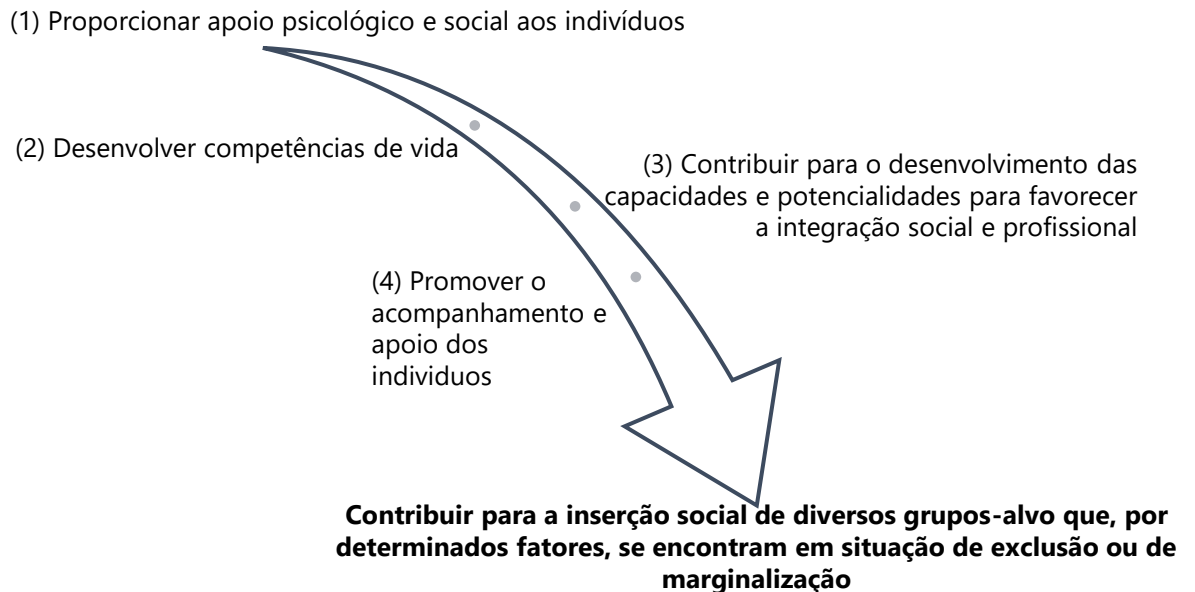 (1) Proporcionar apoio psicológico e social aos indivíduos
(2) Desenvolver competências de vida
(3) Contribuir para o desenvolvimento das
capacidades e potencialidades para favorecer
a integração social e profissional
(4) Promover o
acompanhamento e
apoio dos
individuos
Contribuir para a inserção social de diversos grupos-alvo que, por
determinados fatores, se encontram em situação de exclusão ou de
marginalização